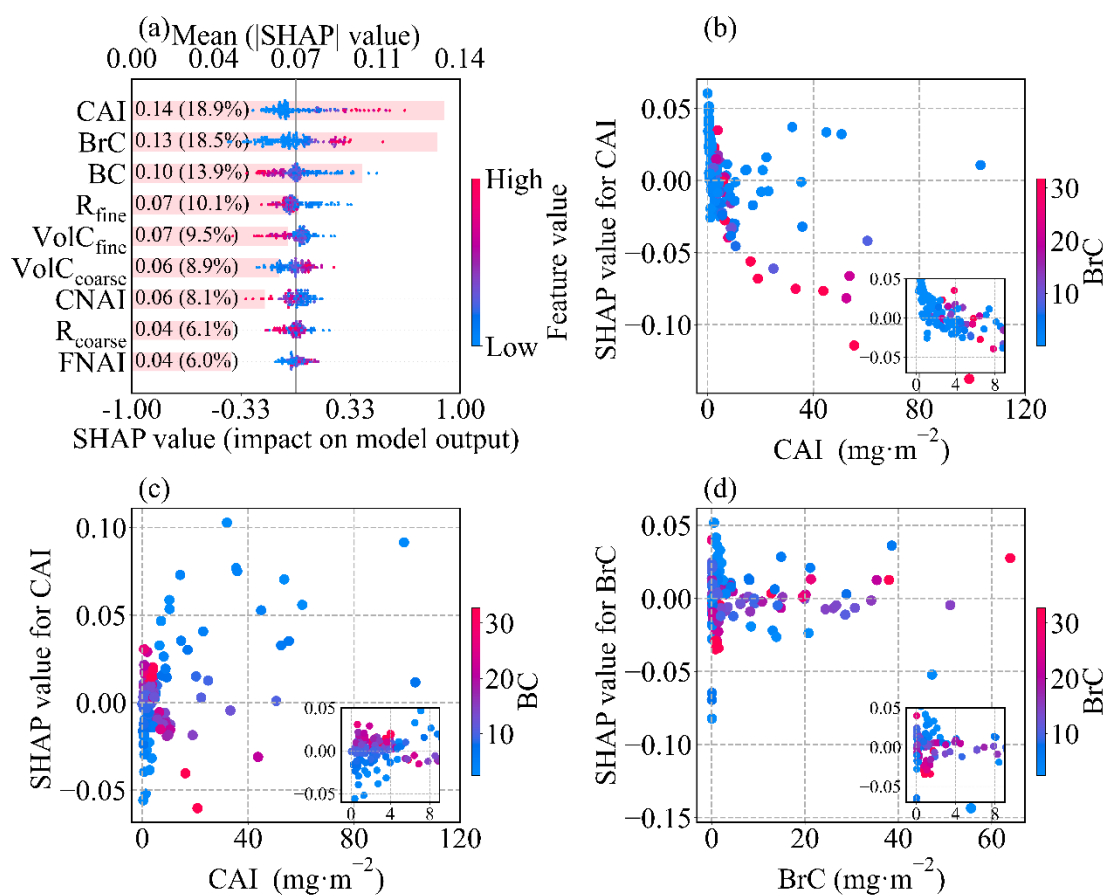 (a)
Mean (|SHAP| value)
0.00 0.04 0.07 0.11 0.14
CAI 0.14 (18.9%)
BrC 0.13 (18.5%)
BC 0.10 (13.9%)
Rfine 0.07 (10.1%)
VolCfine 0.07 (9.5%)
VolCcoarse 0.06 (8.9%)
CNAI 0.06 (8.1%)
Rcoarse 0.04 (6.1%)
FNAI 0.04 (6.0%)
-1.00 -0.33 0.33 1.00
SHAP value (impact on model output)
High
Feature value
Low
(b)
SHAP value for CAI
0.05
0.00
−0.05
−0.10
0 40 80 120
CAI (mg·m−2)
0.05
0.00
−0.05
0 4 8
30
20
10
BrC
(c)
SHAP value for CAI
0.10
0.05
0.00
−0.05
0 40 80 120
CAI (mg·m−2)
0.05
0.00
−0.05
0 4 8
30
20
10
BC
(d)
SHAP value for BrC
0.05
0.00
−0.05
−0.10
−0.15
0 20 40 60
BrC (mg·m−2)
0.05
0.00
−0.05
0 4 8
30
20
10
BrC